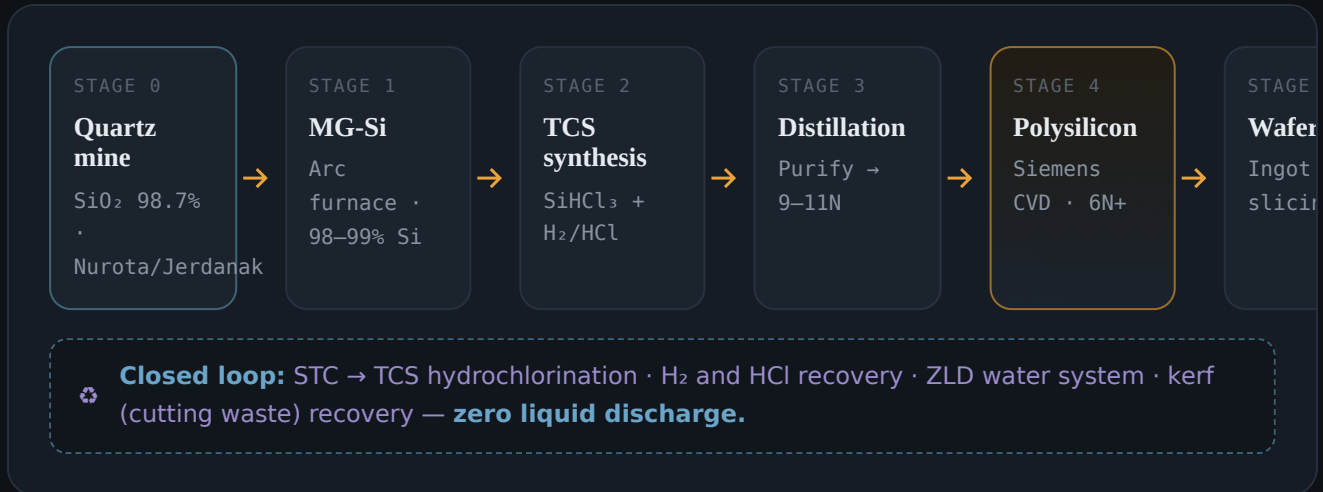 STAGE 0
Quartz
mine
SiO₂ 98.7%
·
Nurota/Jerdanak
→
STAGE 1
MG-Si
Arc
furnace ·
98–99% Si
→
STAGE 2
TCS
synthesis
SiHCl₃ +
H₂/HCl
→
STAGE 3
Distillation
Purify →
9–11N
→
STAGE 4
Polysilicon
Siemens
CVD · 6N+
→
STAGE
Wafer
Ingot
♻ Closed loop: STC → TCS hydrochlorination · H₂ and HCl recovery · ZLD water system · kerf
(cutting waste) recovery — zero liquid discharge.